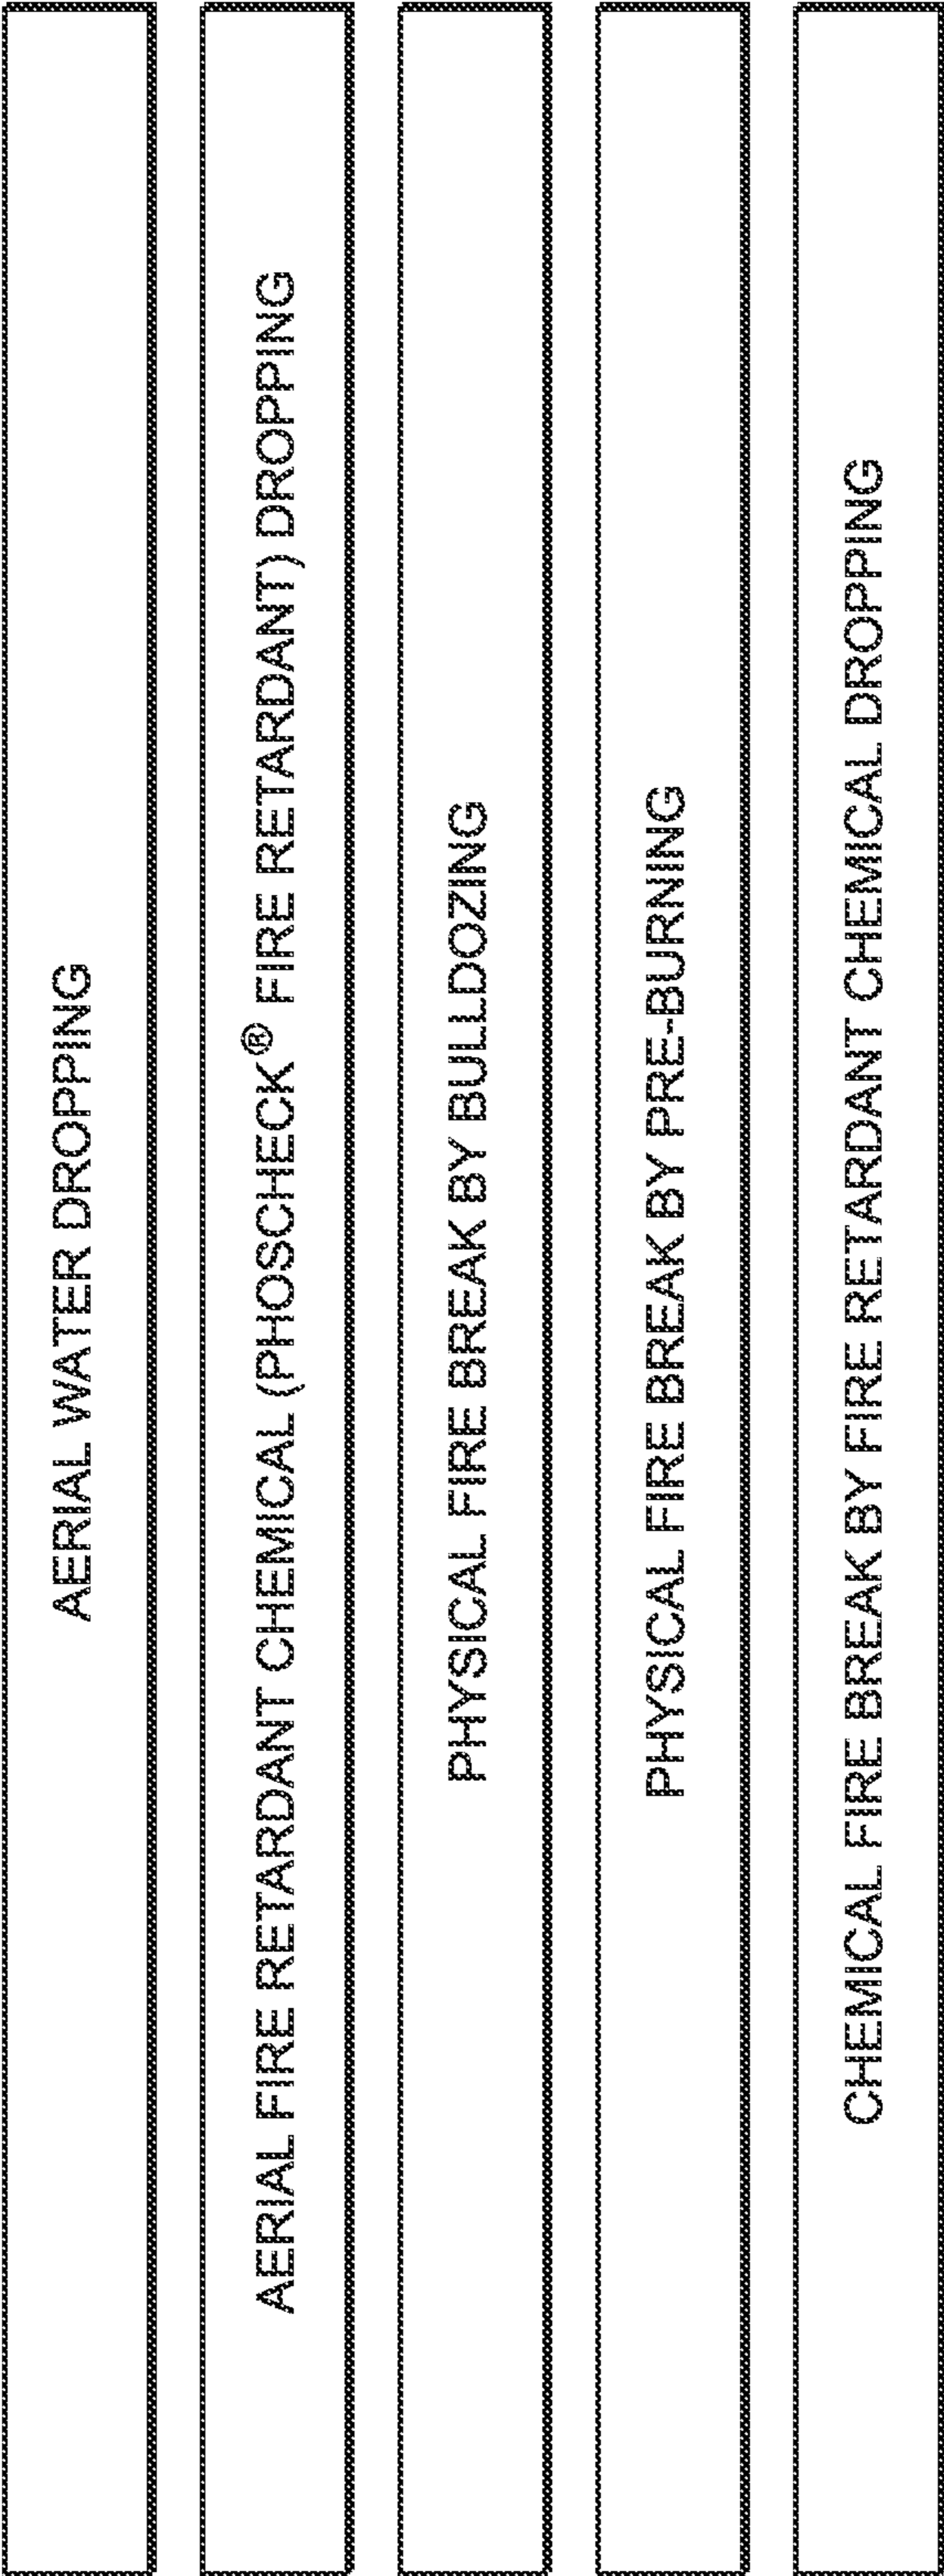 AERIAL WATER DROPPING
AERIAL FIRE RETARDANT CHEMICAL (PHOSCHECK® FIRE RETARDANT) DROPPING
PHYSICAL FIRE BREAK BY BULLDOZING
PHYSICAL FIRE BREAK BY PRE-BURNING
CHEMICAL FIRE BREAK BY FIRE RETARDANT CHEMICAL DROPPING